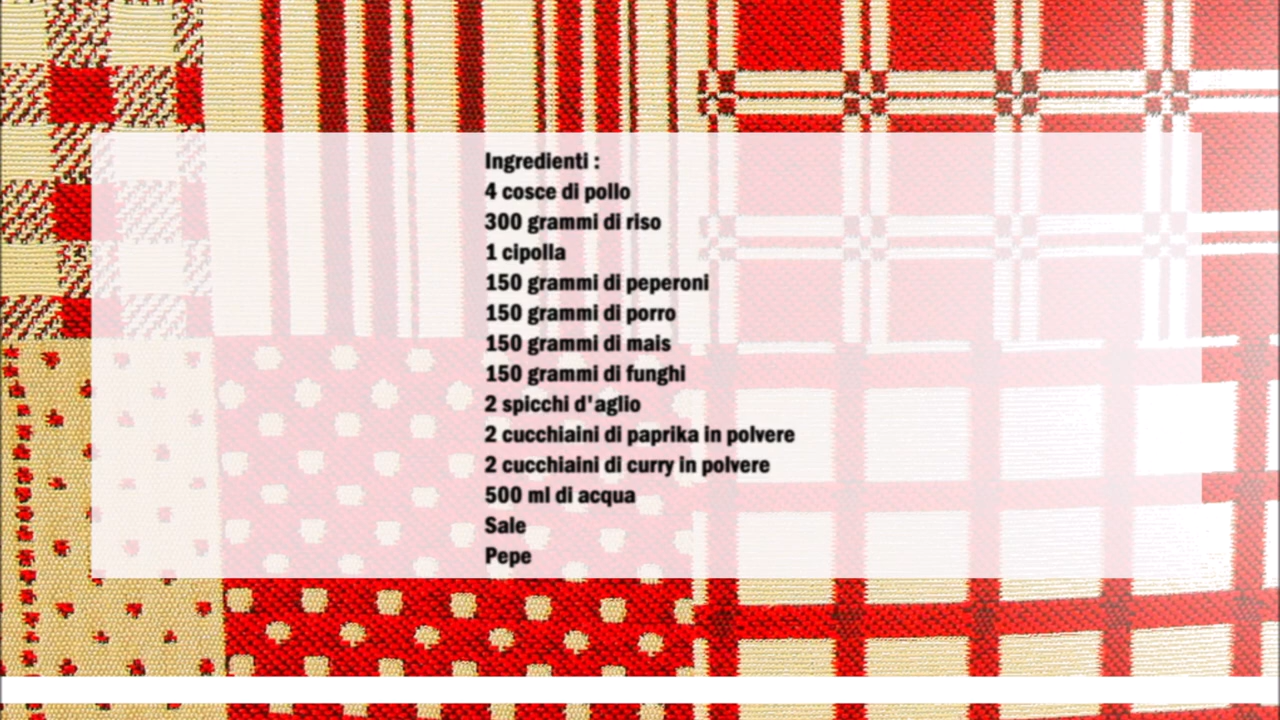 Ingredienti :
4 cosce di pollo
300 grammi di riso
1 cipolla
150 grammi di peperoni
150 grammi di porro
150 grammi di mais
150 grammi di funghi
2 spicchi d'aglio
2 cucchiaini di paprika in polvere
2 cucchiaini di curry in polvere
500 ml di acqua
Sale
Pepe